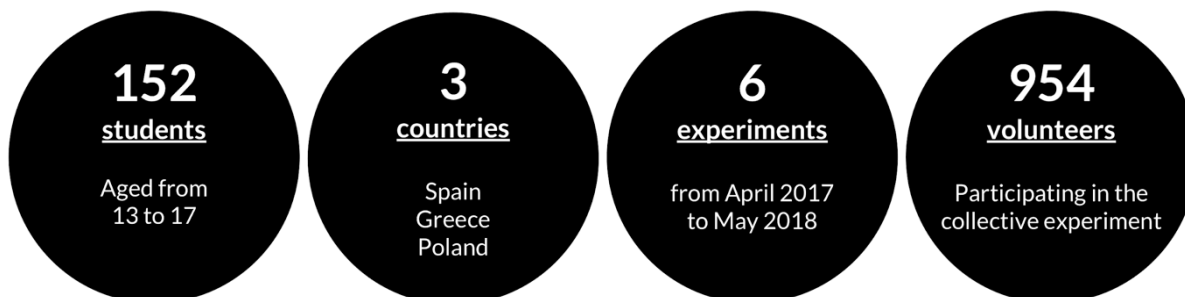 152
students
Aged from
13 to 17
3
countries
Spain
Greece
Poland
6
experiments
from April 2017
to May 2018
954
volunteers
Participating in the
collective experiment